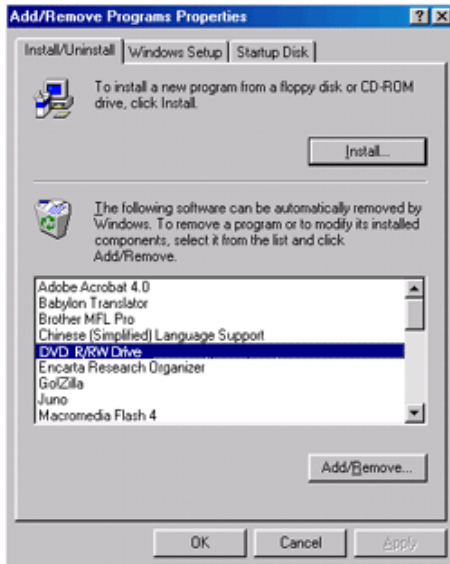 Add/Remove Programs Properties
Install/Uninstall
Windows Setup
Startup Disk
To install a new program from a floppy disk or CD-ROM
drive, click Install.
Install...
The following software can be automatically removed by
Windows. To remove a program or to modify its installed
components, select it from the list and click
Add/Remove.
Adobe Acrobat 4.0
Babylon Translator
Brother MFL Pro
Chinese (Simplified) Language Support
DVD R/RW Drive
Encarta Research Organizer
Go!Zilla
Juno
Macromedia Flash 4
Add/Remove...
OK
Cancel
Apply